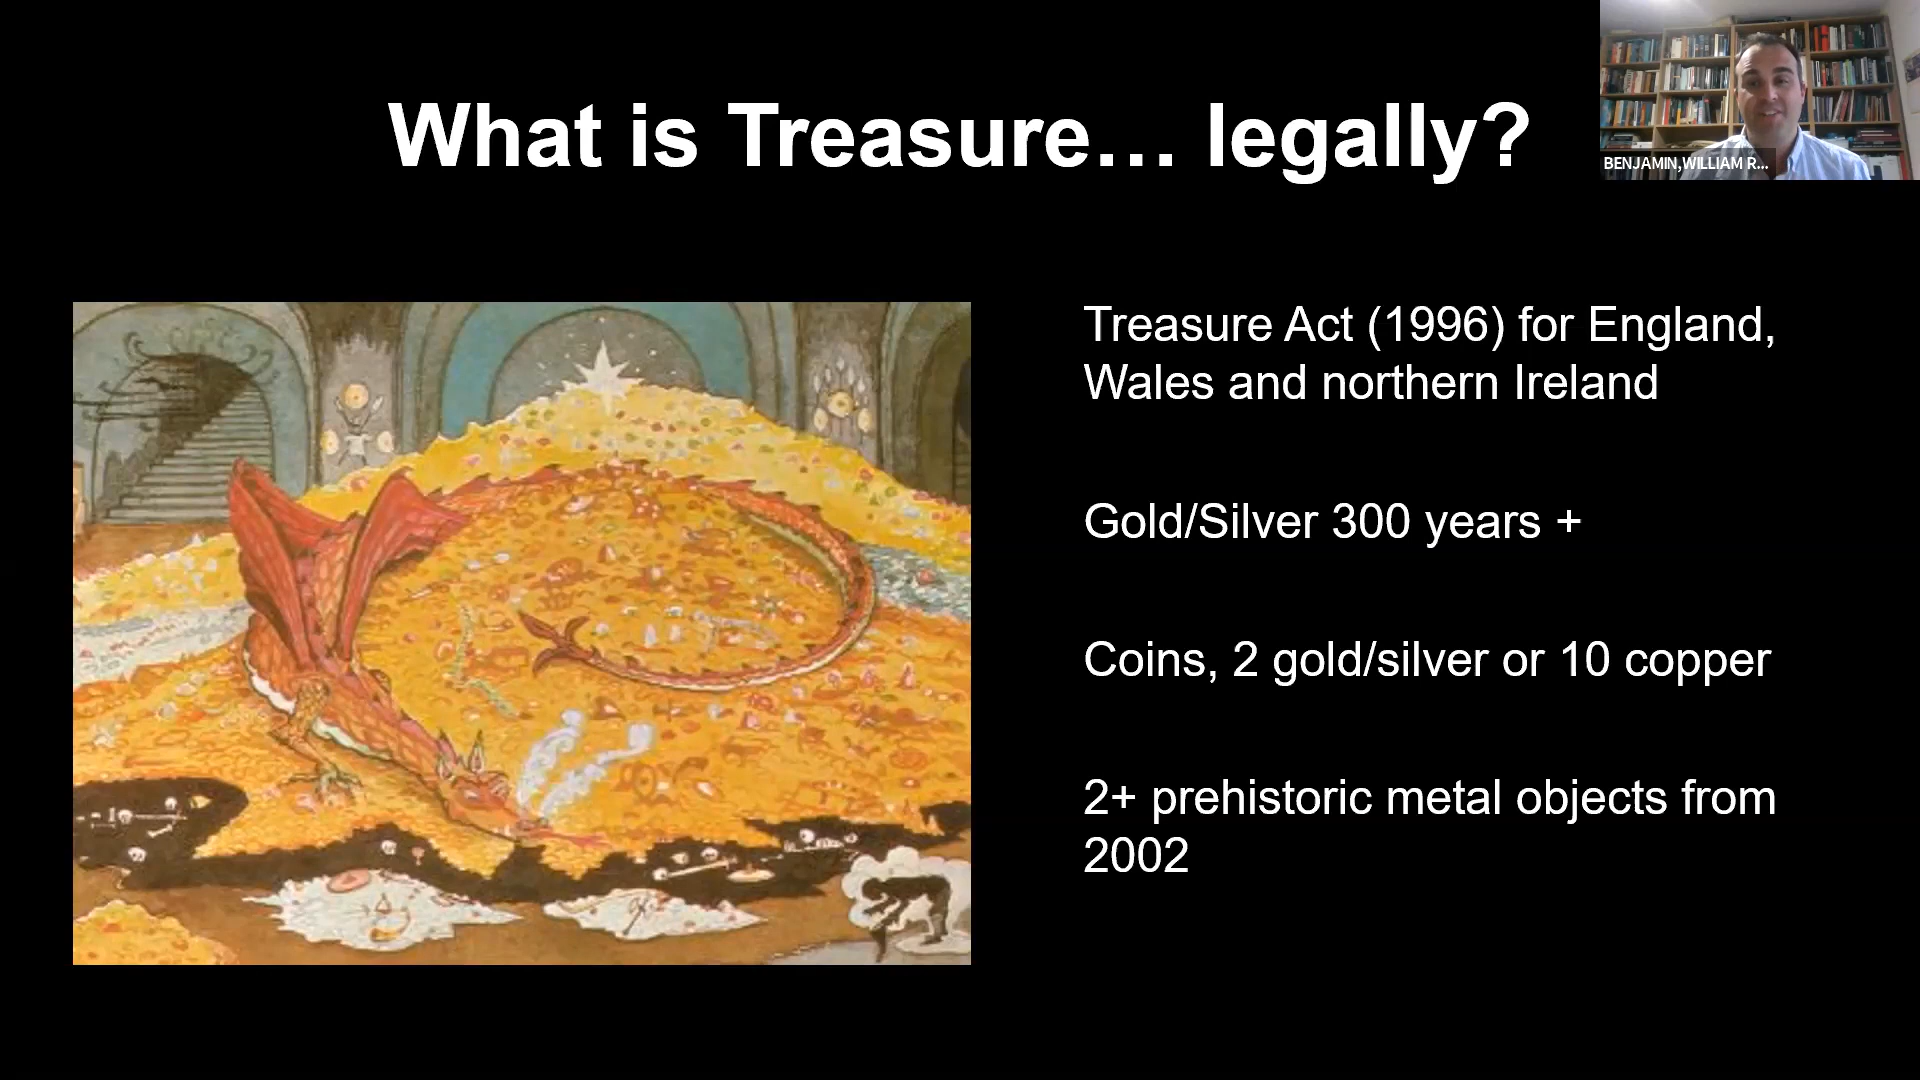 What is Treasure… legally?
BENJAMIN,WILLIAM R...
Treasure Act (1996) for England,
Wales and northern Ireland
Gold/Silver 300 years +
Coins, 2 gold/silver or 10 copper
2+ prehistoric metal objects from
2002